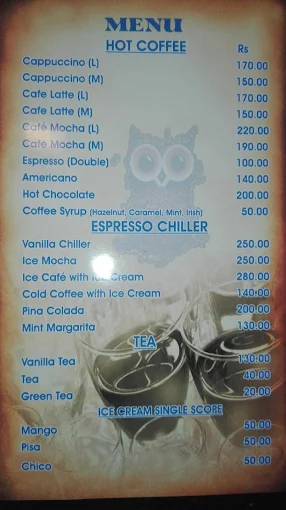 MENU
HOT COFFEE Rs
Cappuccino (L) 170.00
Cappuccino (M) 150.00
Cafe Latte (L) 170.00
Cafe Latte (M) 150.00
Café Mocha (L) 220.00
Cafe Mocha (M) 190.00
Espresso (Double) 100.00
Americano 140.00
Hot Chocolate 200.00
Coffee Syrup (Hazelnut, Caramel, Mint, Irish) 50.00
ESPRESSO CHILLER
Vanilla Chiller 250.00
Ice Mocha 250.00
Ice Café with Ice Cream 280.00
Cold Coffee with Ice Cream 140.00
Pina Colada 200.00
Mint Margarita 130.00
TEA
Vanilla Tea 130.00
Tea 40.00
Green Tea 20.00
ICE CREAM SINGLE SCORE
Mango 50.00
Pisa 50.00
Chico 50.00